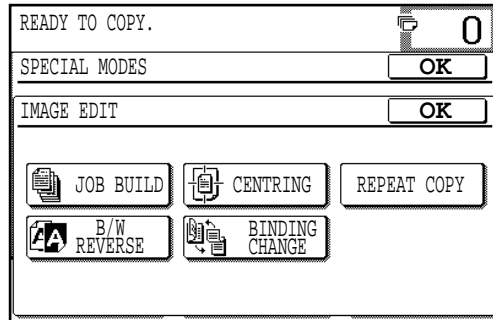 READY TO COPY.
0
SPECIAL MODES
OK
IMAGE EDIT
OK
JOB BUILD
CENTRING
REPEAT COPY
B/W
REVERSE
BINDING
CHANGE